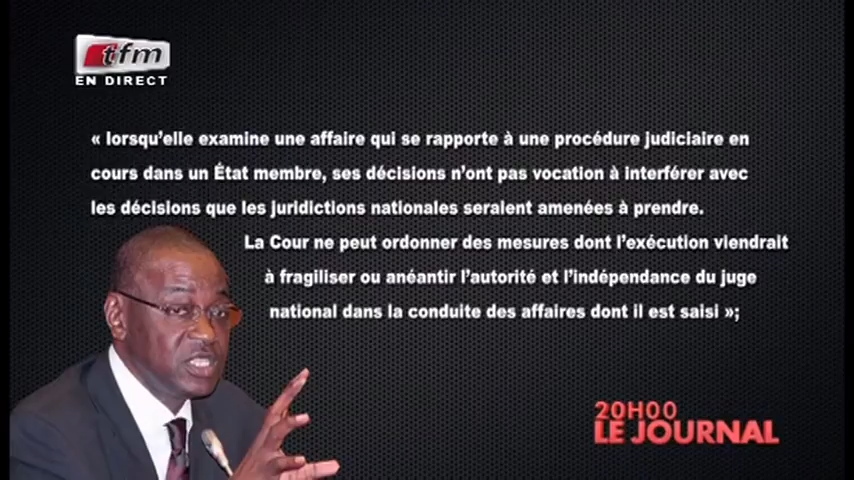 tfm
EN DIRECT
« lorsqu'elle examine une affaire qui se rapporte à une procédure judiciaire en
cours dans un État membre, ses décisions n'ont pas vocation à interférer avec
les décisions que les juridictions nationales seraient amenées à prendre.
La Cour ne peut ordonner des mesures dont l'exécution viendrait
à fragiliser ou anéantir l'autorité et l'indépendance du juge
national dans la conduite des affaires dont il est saisi »;
20H00
LE JOURNAL